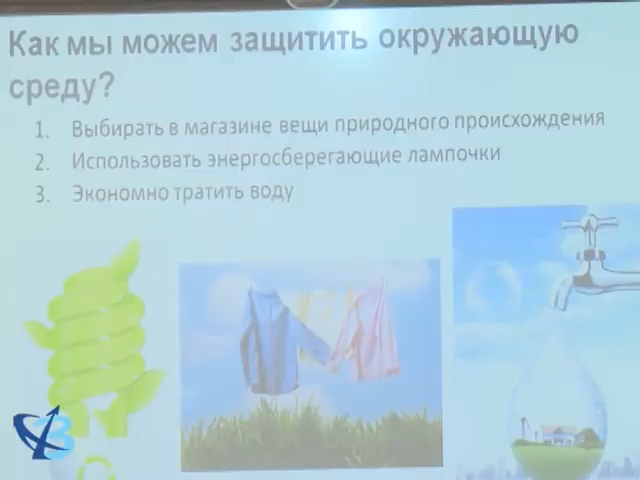 Как мы можем защитить окружающую
среду?
1. Выбирать в магазине вещи природного происхождения
2. Использовать энергосберегающие лампочки
3. Экономно тратить воду
3